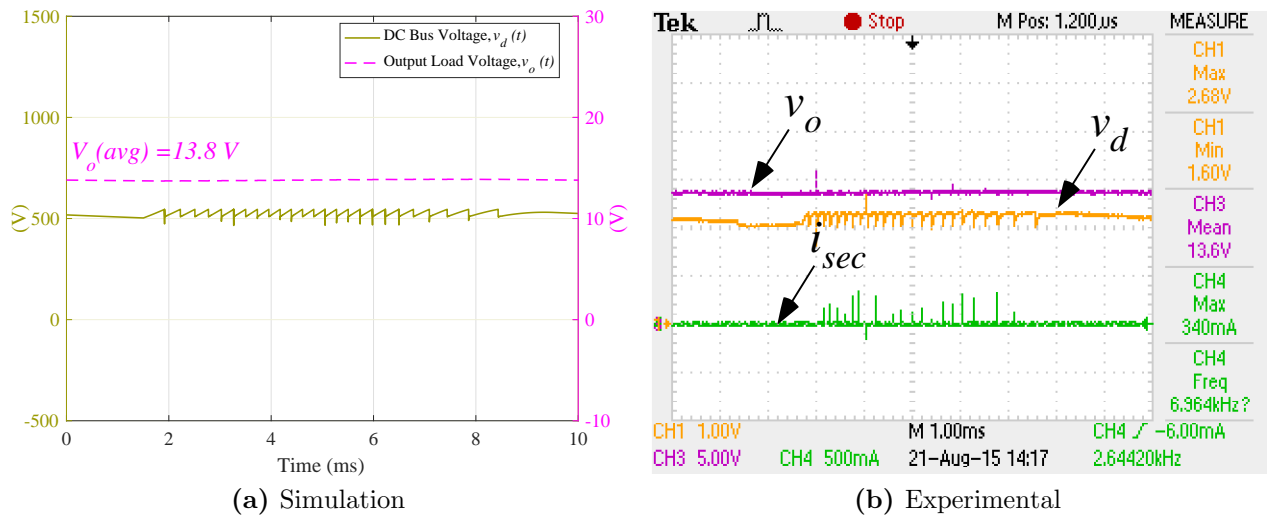 1500
1000
500
0
-500
(V)
30
20
10
0
-10
(V)
DC Bus Voltage,v_d(t)
Output Load Voltage,v_o(t)
V_o(avg) =13.8 V
0 2 4 6 8 10
Time (ms)
(a) Simulation
Tek Stop M Pos: 1.200,us MEASURE
CH1
Max
2.68V
CH1
Min
1.60V
CH3
Mean
13.6V
CH4
Max
340mA
CH4
Freq
6.964kHz?
v_o
v_d
i_sec
CH1 1.00V M 1.00ms CH4 -6.00mA
CH3 5.00V CH4 500mA 21-Aug-15 14:17 2.64420kHz
(b) Experimental